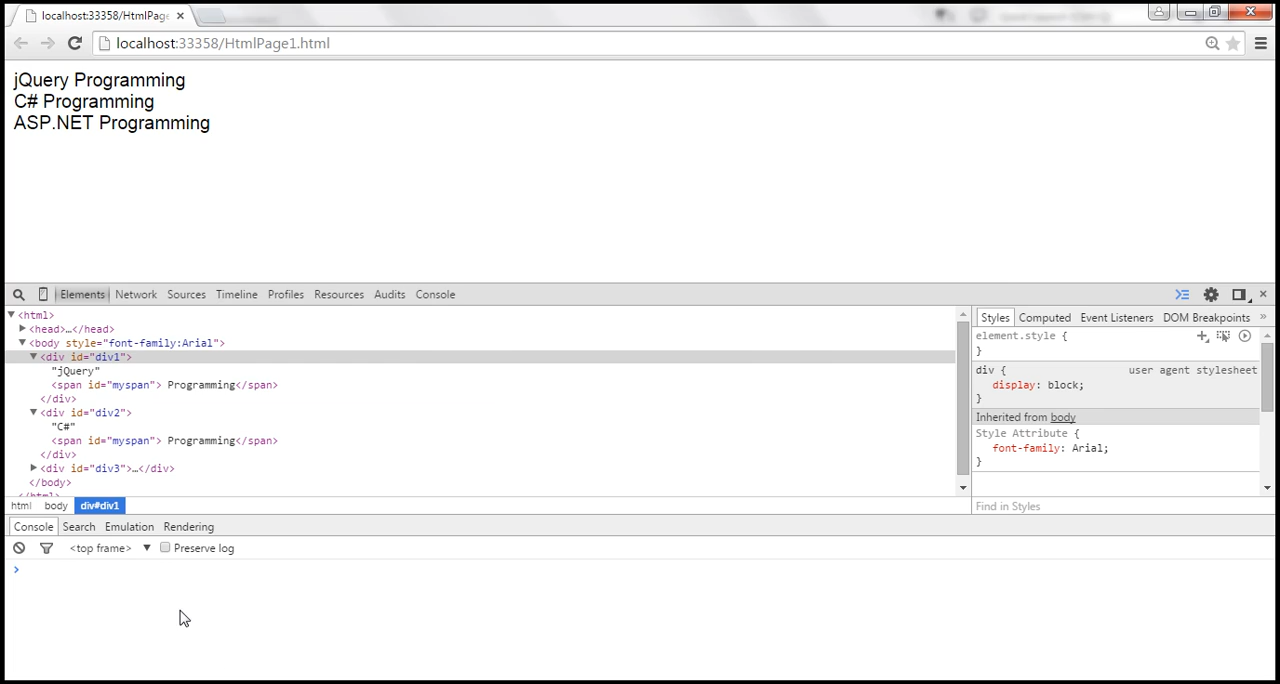 localhost:33358/HtmlPage
localhost:33358/HtmlPage1.html
jQuery Programming
C# Programming
ASP.NET Programming
Elements Network Sources Timeline Profiles Resources Audits Console
<html>
<head>…</head>
<body style="font-family:Arial">
<div id="div1">
"jQuery"
<span id="myspan"> Programming</span>
</div>
<div id="div2">
"C#"
<span id="myspan"> Programming</span>
</div>
<div id="div3">…</div>
</body>
</html>
html body div#div1
Styles Computed Event Listeners DOM Breakpoints »
element.style {
}
div { user agent stylesheet
display: block;
}
Inherited from body
Style Attribute {
font-family: Arial;
}
Find in Styles
Console Search Emulation Rendering
<top frame> Preserve log
>